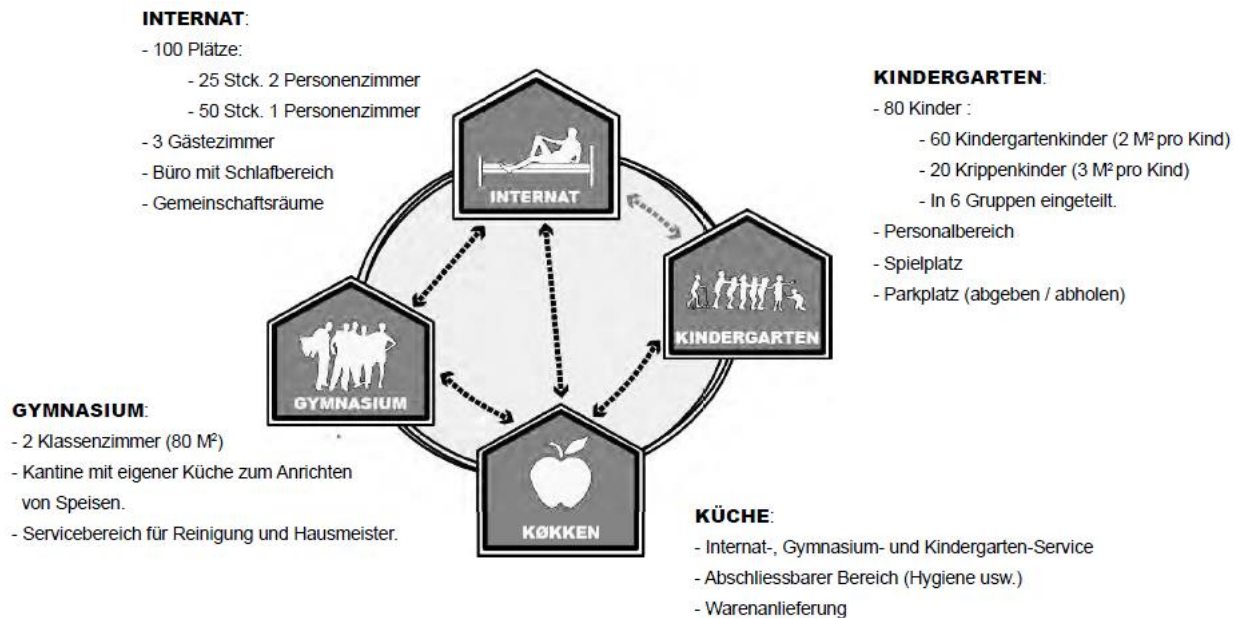 INTERNAT:
- 100 Plätze:
- 25 Stck. 2 Personenzimmer
- 50 Stck. 1 Personenzimmer
- 3 Gästezimmer
- Büro mit Schlafbereich
- Gemeinschaftsräume
KINDERGARTEN:
- 80 Kinder :
- 60 Kindergartenkinder (2 M² pro Kind)
- 20 Krippenkinder (3 M² pro Kind)
- In 6 Gruppen eingeteilt.
- Personalbereich
- Spielplatz
- Parkplatz (abgeben / abholen)
INTERNAT
KINDERGARTEN
GYMNASIUM
KØKKEN
GYMNASIUM:
- 2 Klassenzimmer (80 M²)
- Kantine mit eigener Küche zum Anrichten
von Speisen.
- Servicebereich für Reinigung und Hausmeister.
KÜCHE:
- Internat-, Gymnasium- und Kindergarten-Service
- Abschliessbarer Bereich (Hygiene usw.)
- Warenanlieferung